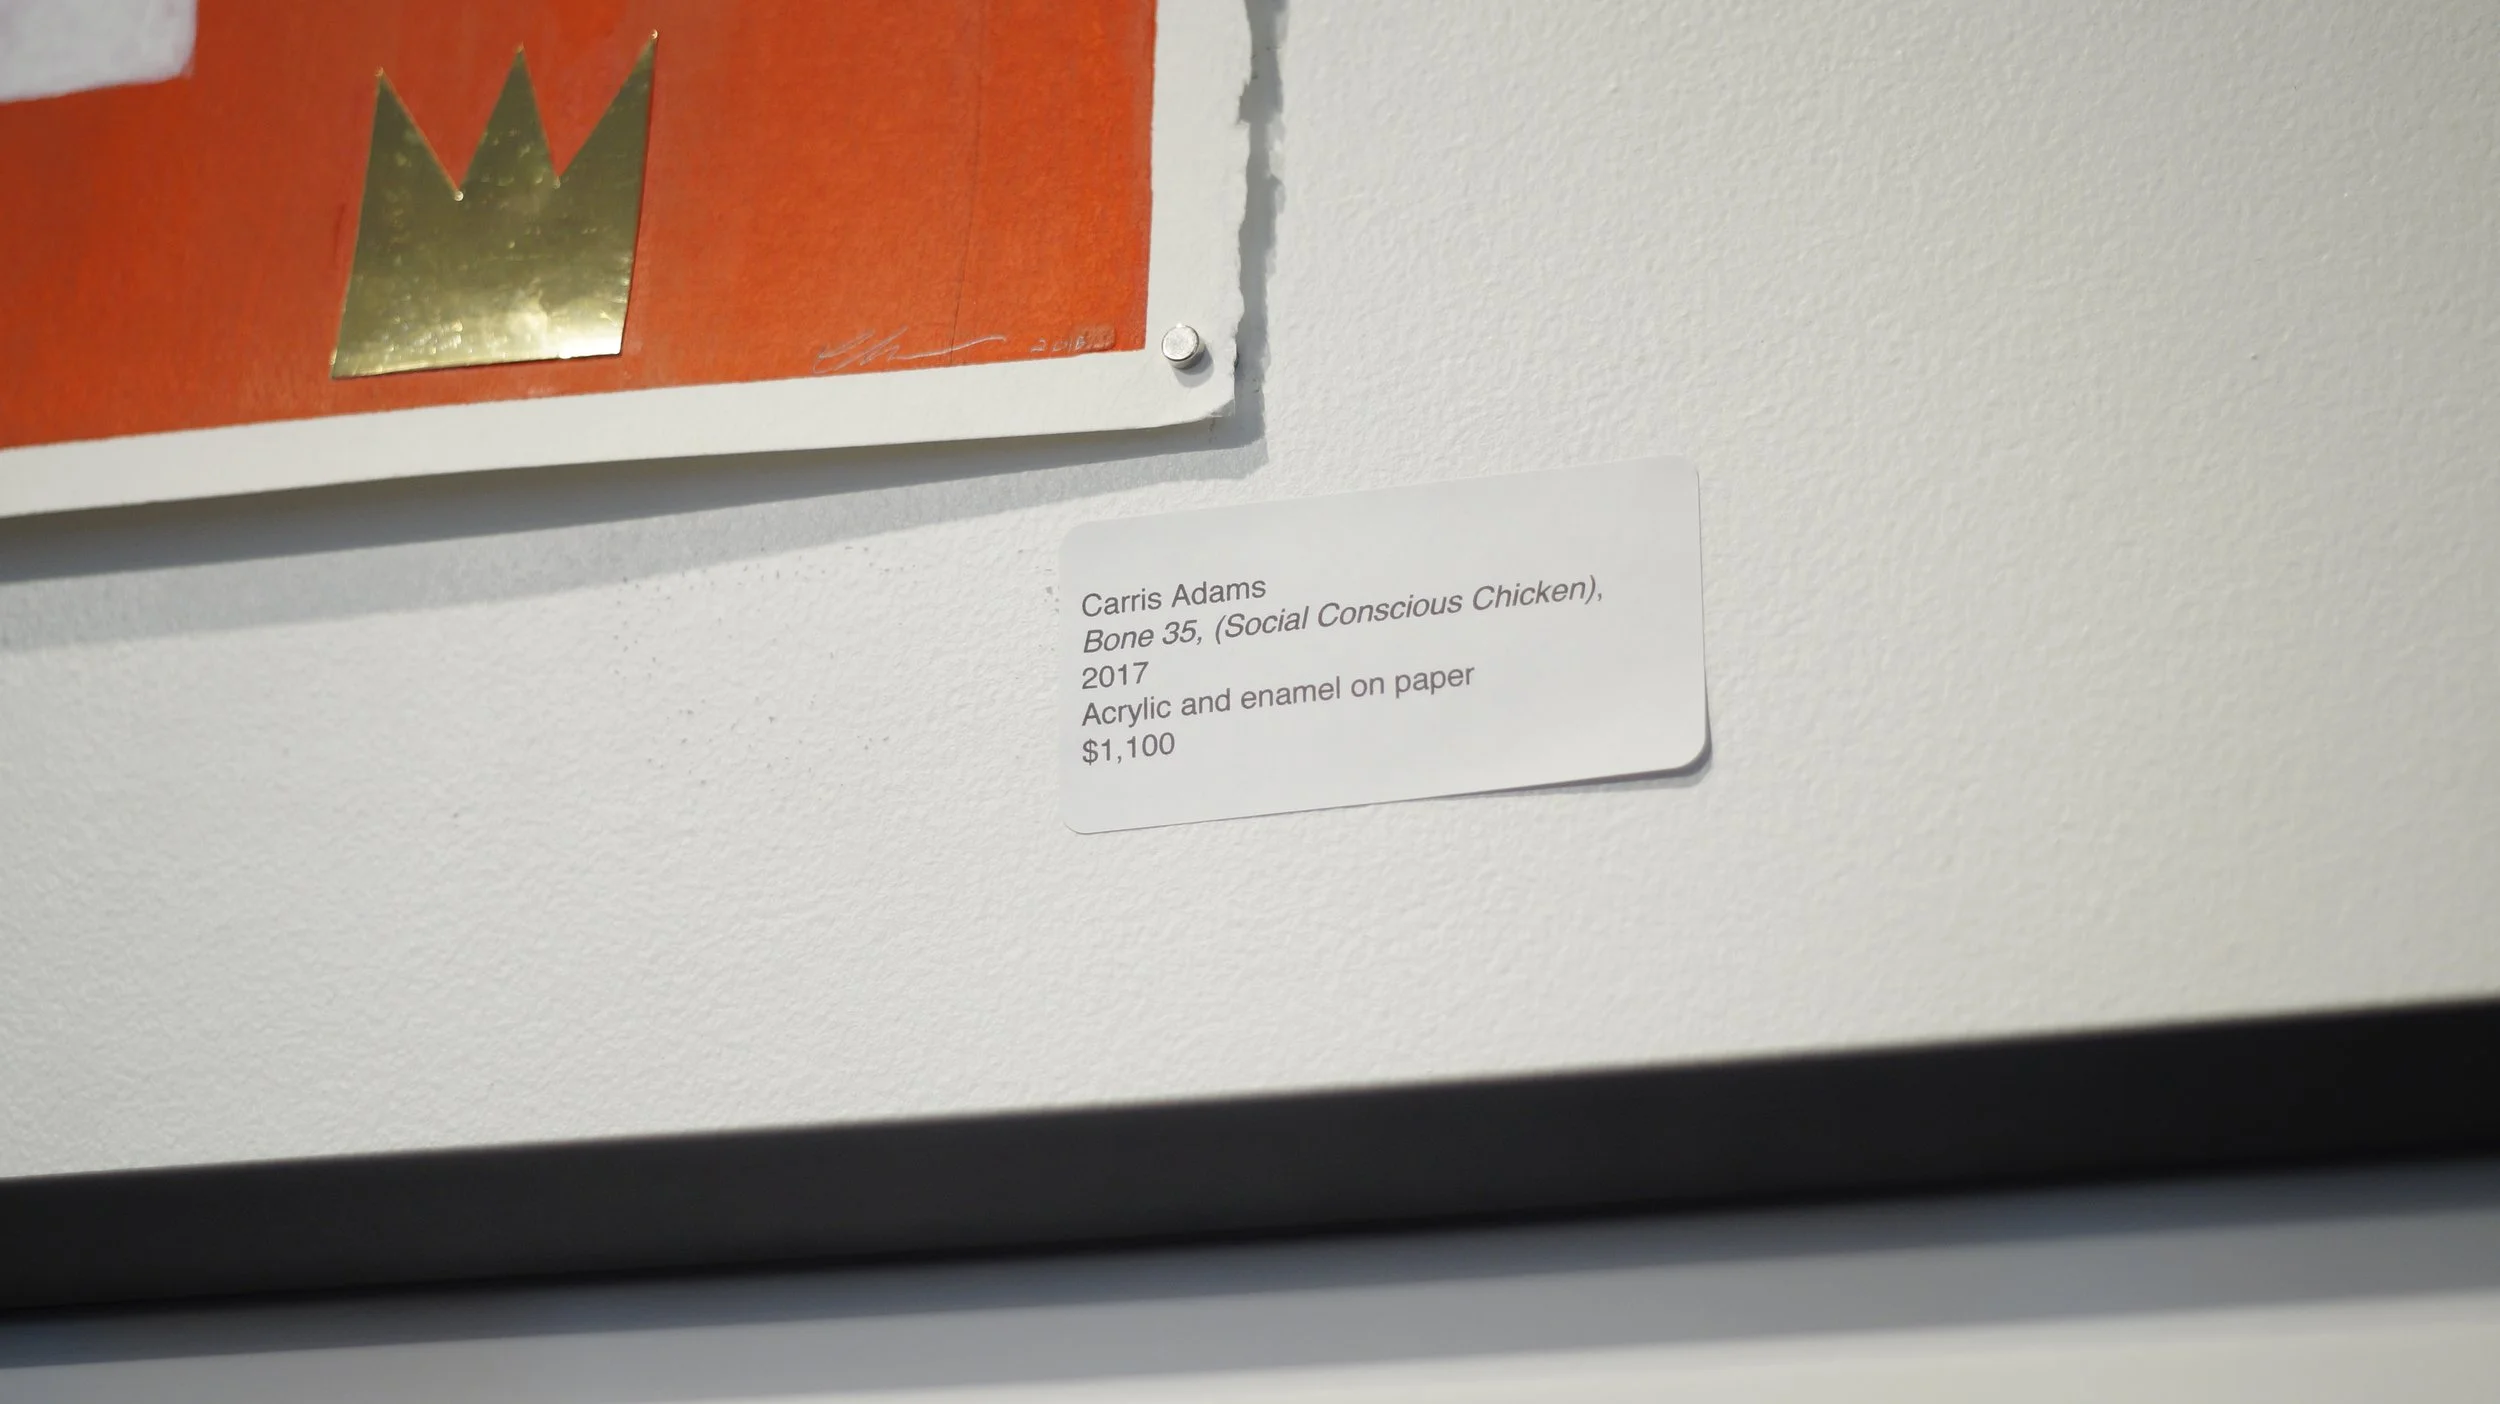 Carris Adams
Bone 35, (Social Conscious Chicken),
2017
Acrylic and enamel on paper
$1,100